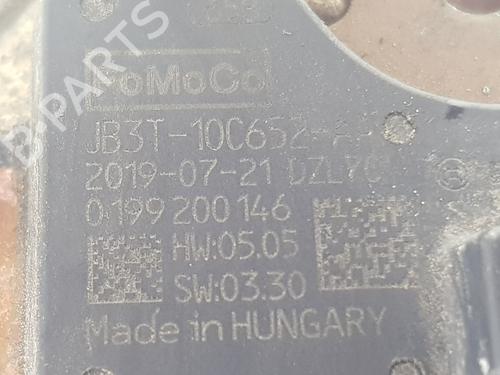 FoMoCo
JB3T-10C652-
2019-07-21
0 199 200 146
HW:05.05
SW:03.30
Made in HUNGARY
B-PARTS